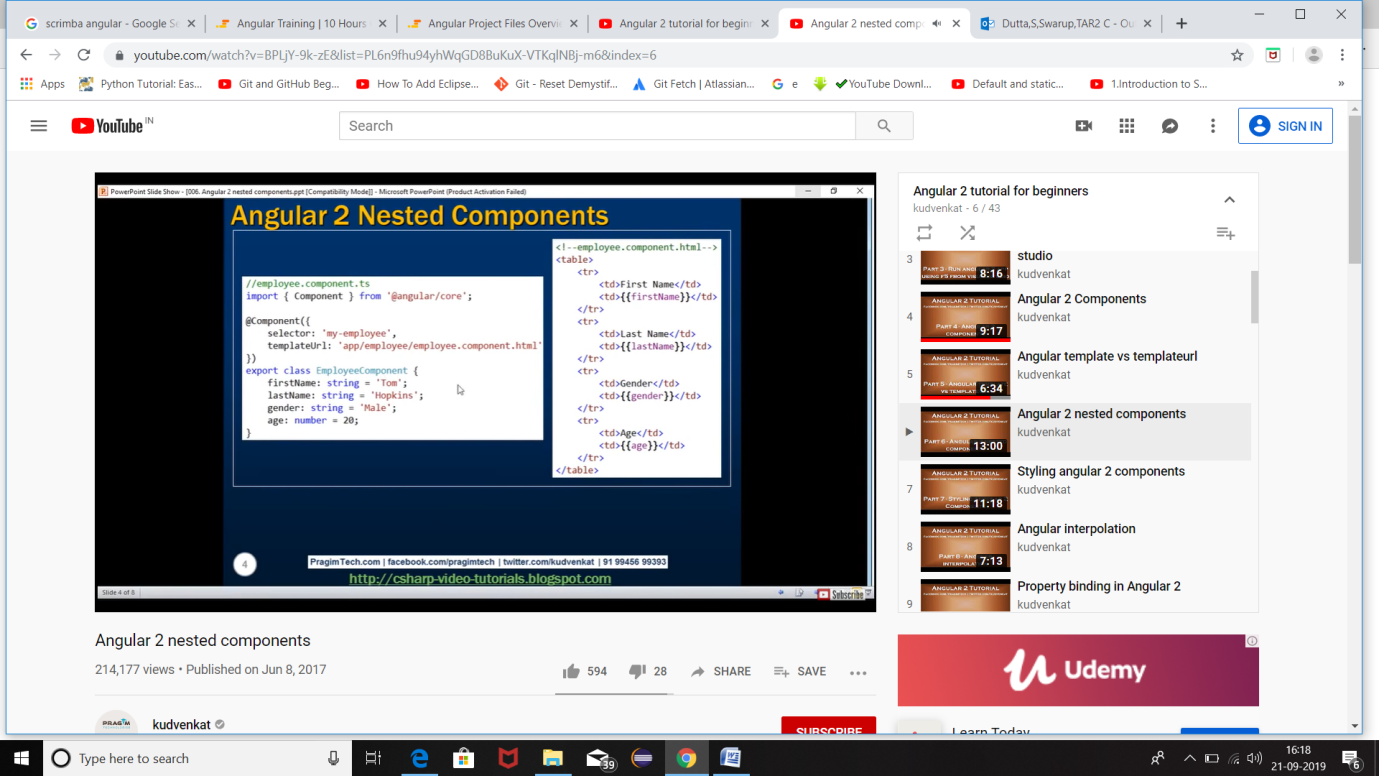 scrimba angular - Google Se
Angular Training | 10 Hours
Angular Project Files Overvie
Angular 2 tutorial for beginn
Angular 2 nested comp
Dutta,S,Swarup,TAR2 C - Ou
youtube.com/watch?v=BPLjY-9k-zE&list=PL6n9fhu94yhWqGD8BuKuX-VTKqlNBj-m6&index=6
Apps
Python Tutorial: Eas...
Git and GitHub Beg...
How To Add Eclipse...
Git - Reset Demystif...
Git Fetch | Atlassian...
e
YouTube Downl...
Default and static...
1.Introduction to S...
»
YouTube IN
Search
SIGN IN
PowerPoint Slide Show - [006. Angular 2 nested components.ppt [Compatibility Mode]] - Microsoft PowerPoint (Product Activation Failed)
Angular 2 Nested Components
//employee.component.ts
import { Component } from '@angular/core';
@Component({
selector: 'my-employee',
templateUrl: 'app/employee/employee.component.html'
})
export class EmployeeComponent {
firstName: string = 'Tom';
lastName: string = 'Hopkins';
gender: string = 'Male';
age: number = 20;
}
<!--employee.component.html-->
<table>
<tr>
<td>First Name</td>
<td>{{firstName}}</td>
</tr>
<tr>
<td>Last Name</td>
<td>{{lastName}}</td>
</tr>
<tr>
<td>Gender</td>
<td>{{gender}}</td>
</tr>
<tr>
<td>Age</td>
<td>{{age}}</td>
</tr>
</table>
4
PragimTech.com | facebook.com/pragimtech | twitter.com/kudvenkat | 91 99456 99393
http://csharp-video-tutorials.blogspot.com
Slide 4 of 8
Subscribe
Angular 2 nested components
214,177 views • Published on Jun 8, 2017
594
28
SHARE
SAVE
PRAGIM
kudvenkat
SUBSCRIBE
Angular 2 tutorial for beginners
kudvenkat - 6 / 43
3
8:16
studio
kudvenkat
4
9:17
Angular 2 Components
kudvenkat
5
6:34
Angular template vs templateurl
kudvenkat
13:00
Angular 2 nested components
kudvenkat
7
11:18
Styling angular 2 components
kudvenkat
8
7:13
Angular interpolation
kudvenkat
9
Angular 2 Tutorial
Property binding in Angular 2
kudvenkat
Udemy
Learn Today
Type here to search
39
16:18
21-09-2019
6